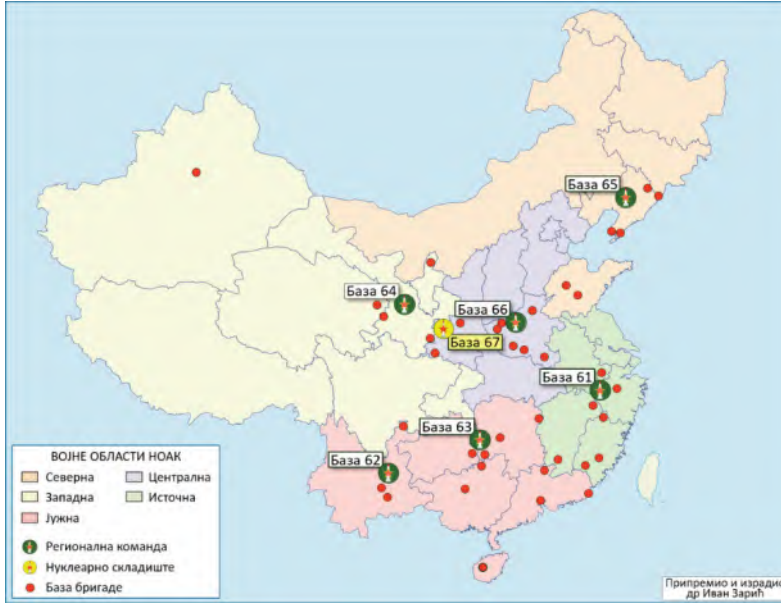 База 65
База 64
База 66
База 67
База 61
База 63
База 62
ВОЈНЕ ОБЛАСТИ НОАК
Северна
Централна
Западна
Источна
Јужна
Регионална команда
Нуклеарно складиште
База бригаде
Припремио и израдио
др Иван Зарић